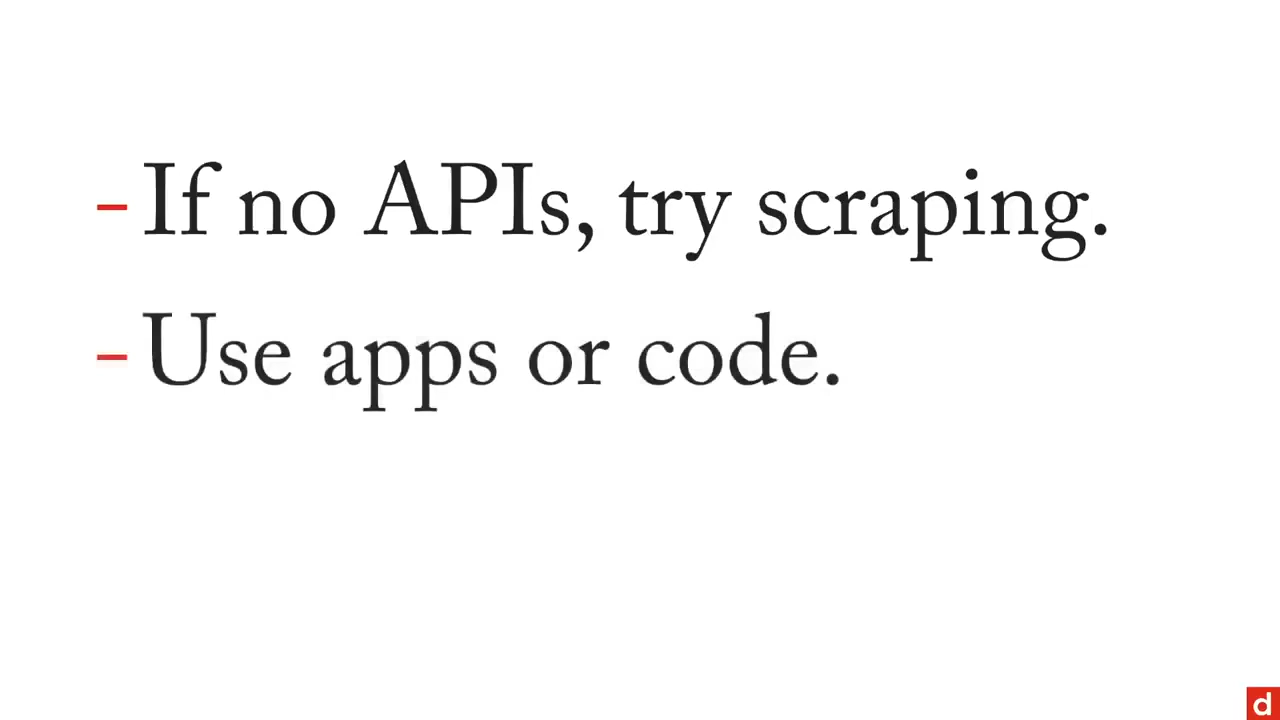 - If no APIs, try scraping.
- Use apps or code.
d